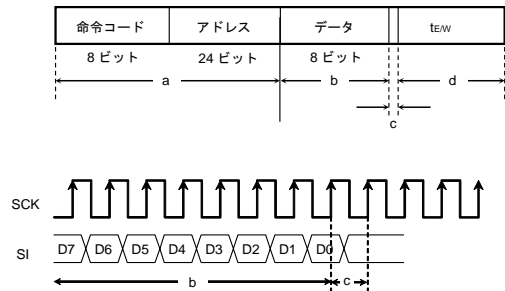 命令コード アドレス データ tE/W
8 ビット 24 ビット 8 ビット
a b d
c
SCK
SI D7 D6 D5 D4 D3 D2 D1 D0
b c